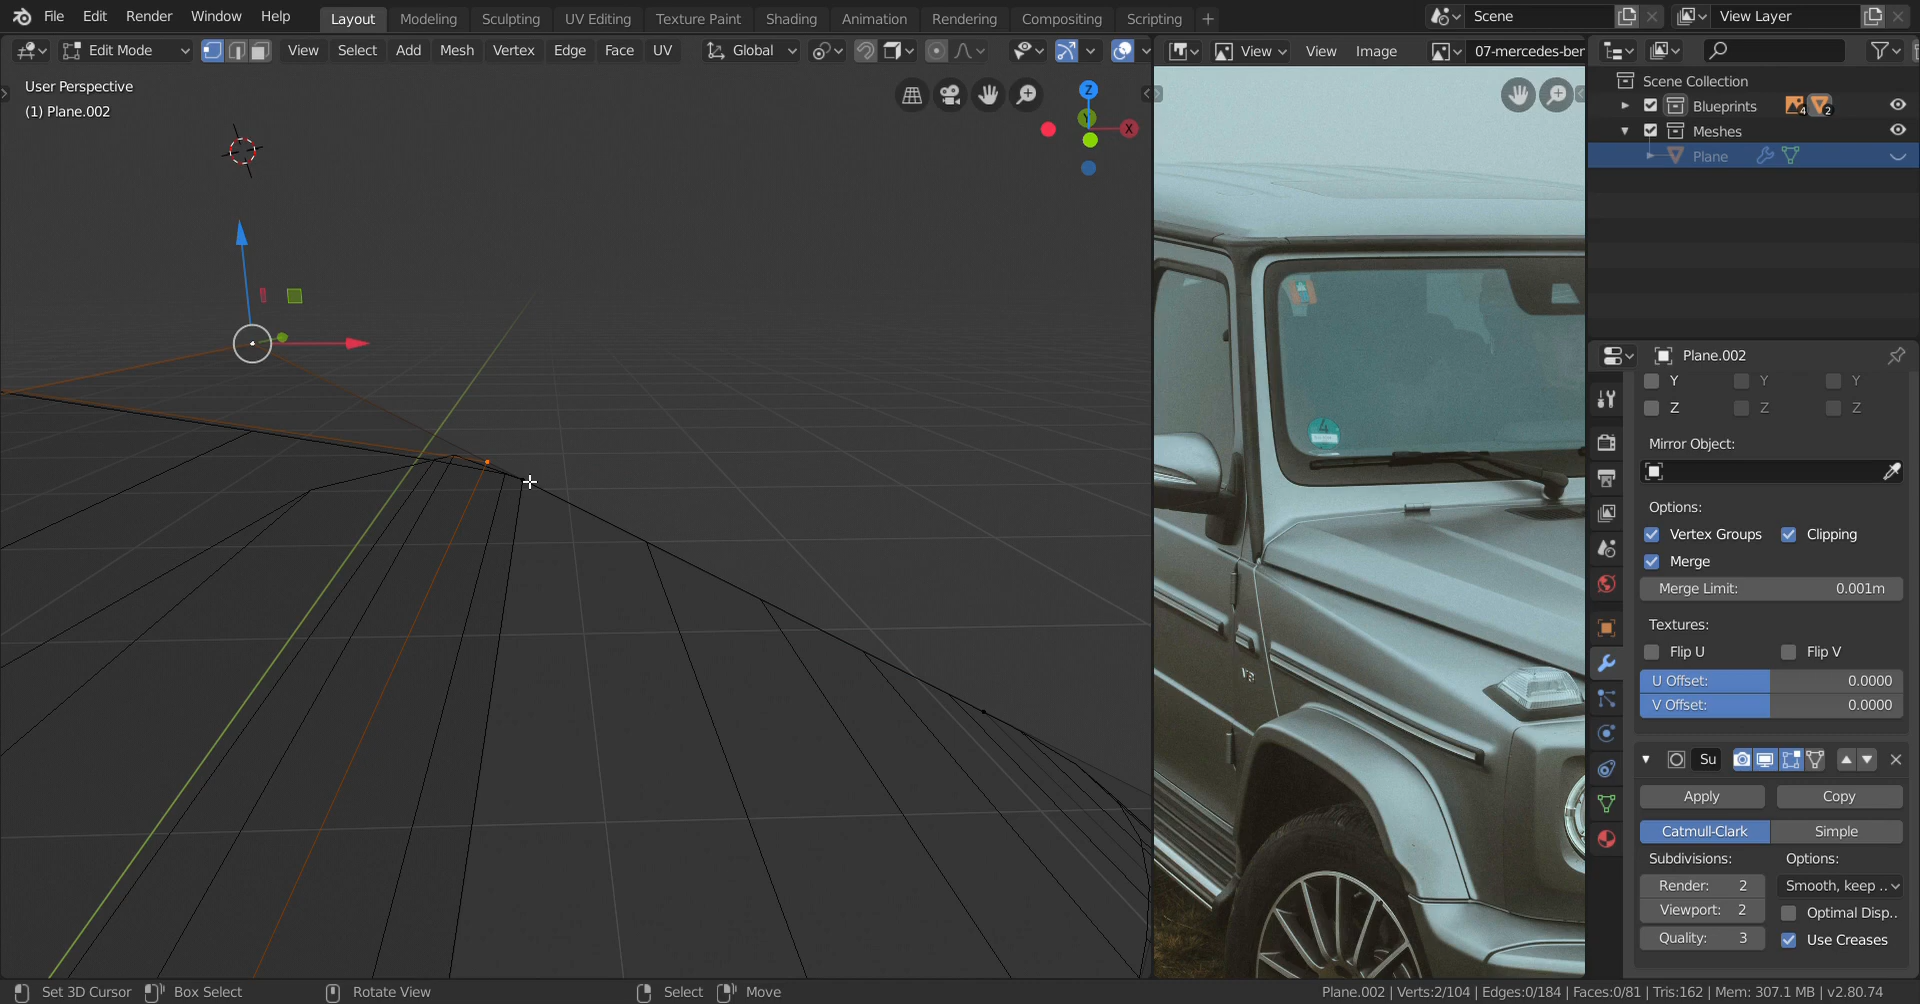 File Edit Render Window Help Layout Modeling Sculpting UV Editing Texture Paint Shading Animation Rendering Compositing Scripting + Scene View Layer
Edit Mode View Select Add Mesh Vertex Edge Face UV Global View View Image 07-mercedes-ber
User Perspective
(1) Plane.002
Z
Y
X
Scene Collection
Blueprints 4 2
Meshes
Plane
4
V8
Plane.002
Y Y Y
Z Z Z
Mirror Object:
Options:
Vertex Groups Clipping
Merge
Merge Limit: 0.001m
Textures:
Flip U Flip V
U Offset: 0.0000
V Offset: 0.0000
Su
Apply Copy
Catmull-Clark Simple
Subdivisions: Options:
Render: 2 Smooth, keep ..
Viewport: 2 Optimal Disp..
Quality: 3 Use Creases
Set 3D Cursor Box Select Rotate View Select Move Plane.002 | Verts:2/104 | Edges:0/184 | Faces:0/81 | Tris:162 | Mem: 307.1 MB | v2.80.74